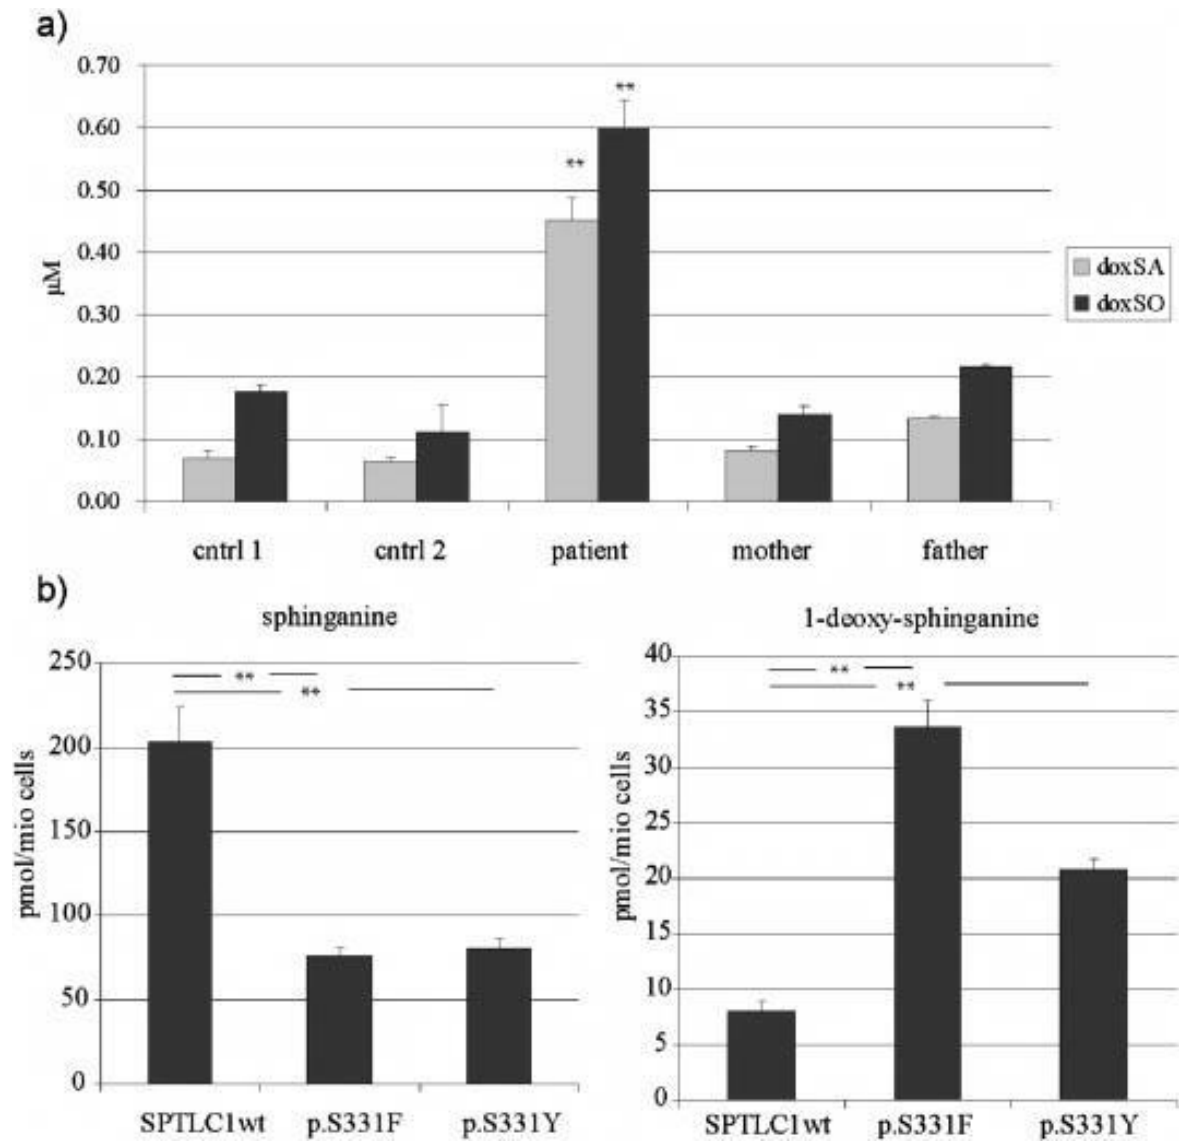 a)
0.70
0.60
0.50
0.40
0.30
0.20
0.10
0.00
µM
**
**
doxSA
doxSO
cntrl 1 cntrl 2 patient mother father
b)
sphinganine
250
200
150
100
50
0
pmol/mio cells
**
**
SPTLC1wt p.S331F p.S331Y
1-deoxy-sphinganine
40
35
30
25
20
15
10
5
0
pmol/mio cells
**
**
SPTLC1wt p.S331F p.S331Y